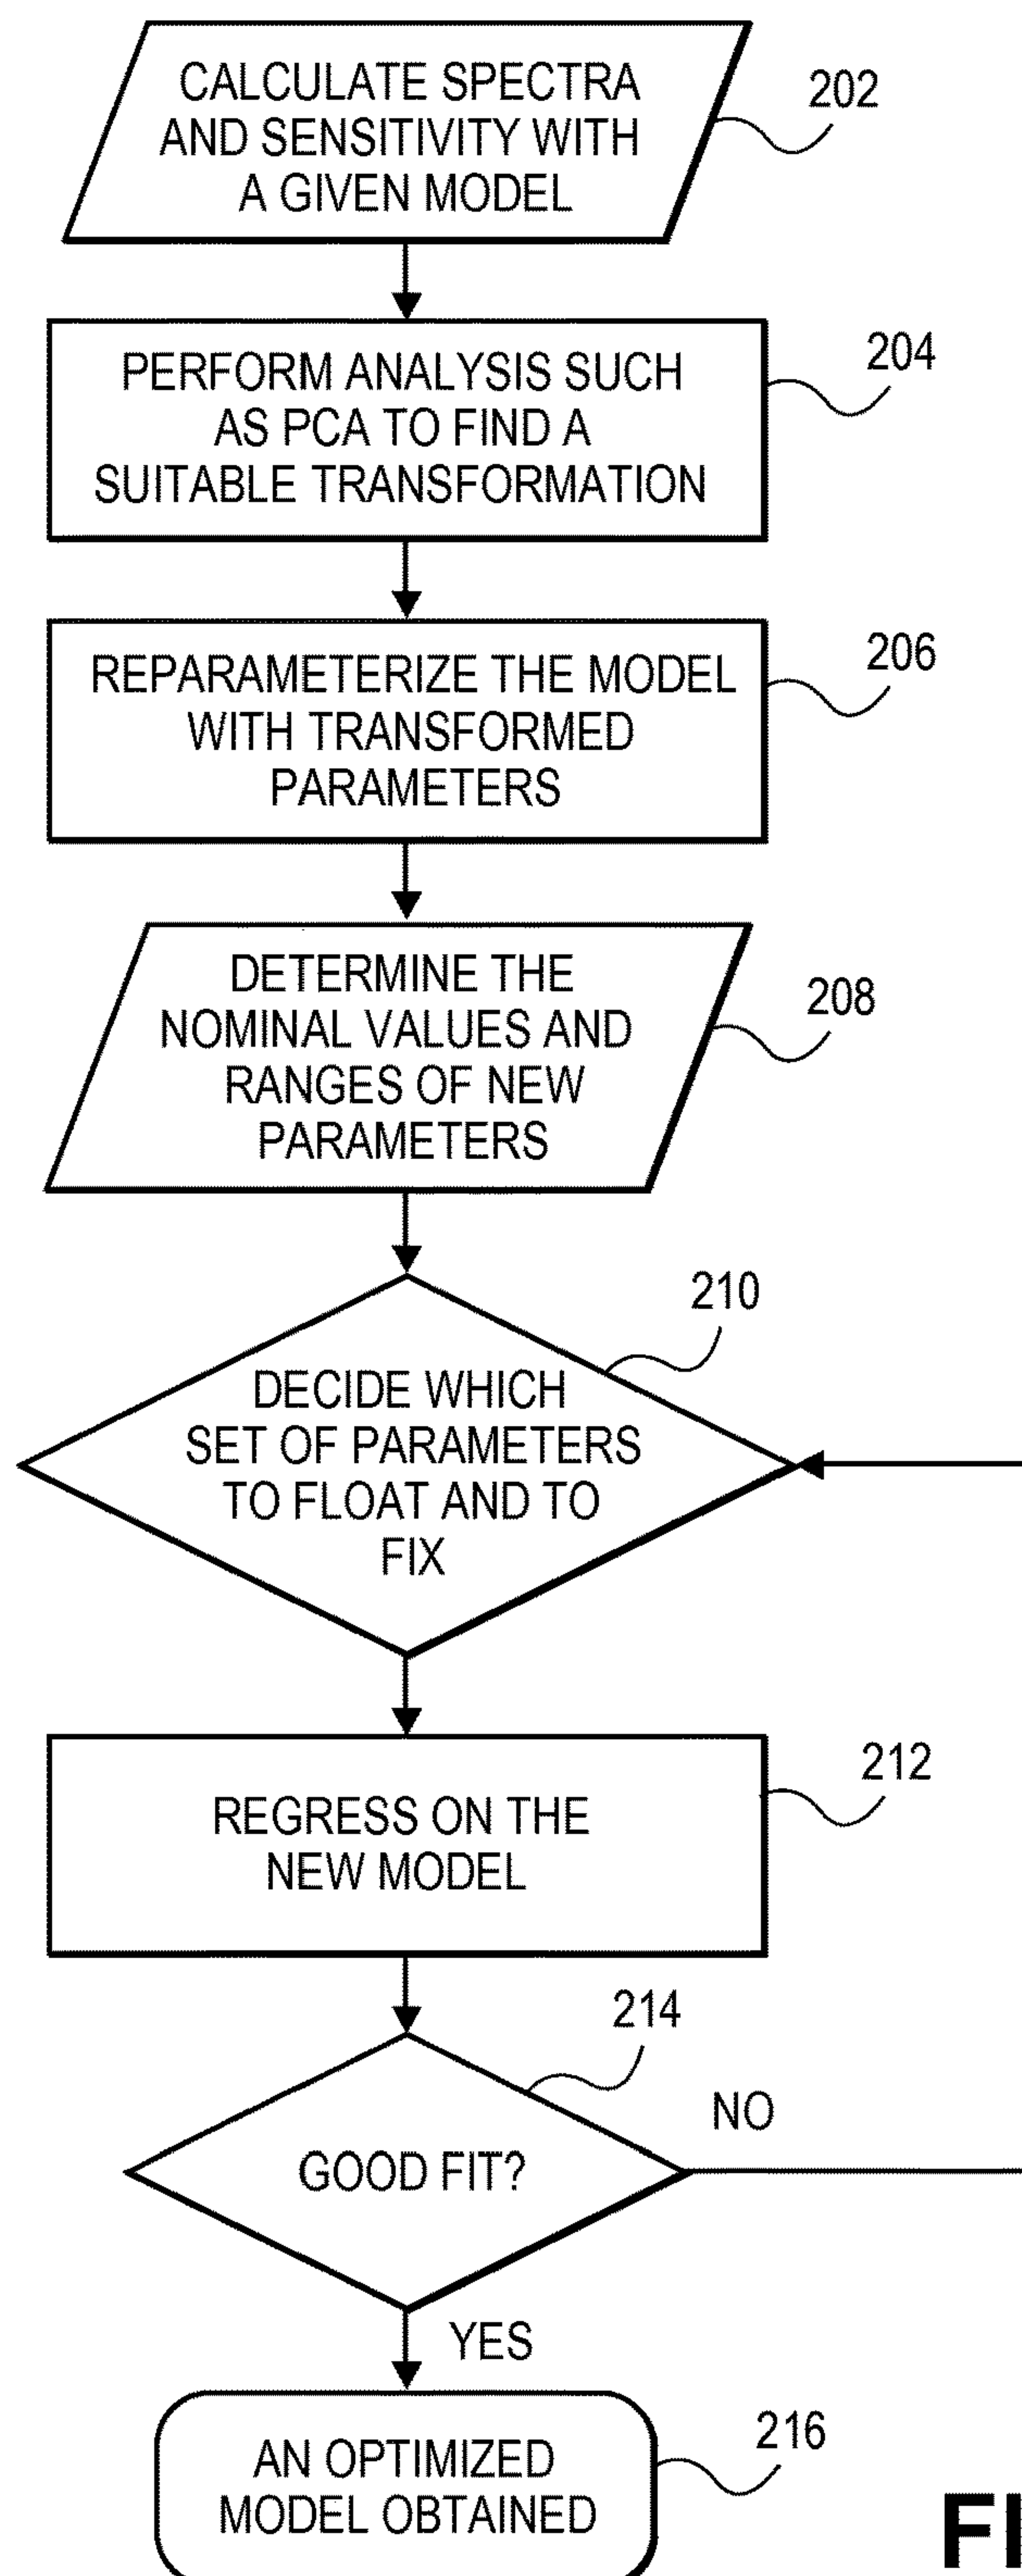 CALCULATE SPECTRA
AND SENSITIVITY WITH
A GIVEN MODEL
202
PERFORM ANALYSIS SUCH
AS PCA TO FIND A
SUITABLE TRANSFORMATION
204
REPARAMETERIZE THE MODEL
WITH TRANSFORMED
PARAMETERS
206
DETERMINE THE
NOMINAL VALUES AND
RANGES OF NEW
PARAMETERS
208
210
DECIDE WHICH
SET OF PARAMETERS
TO FLOAT AND TO
FIX
REGRESS ON THE
NEW MODEL
212
214
GOOD FIT?
NO
YES
AN OPTIMIZED
MODEL OBTAINED
216